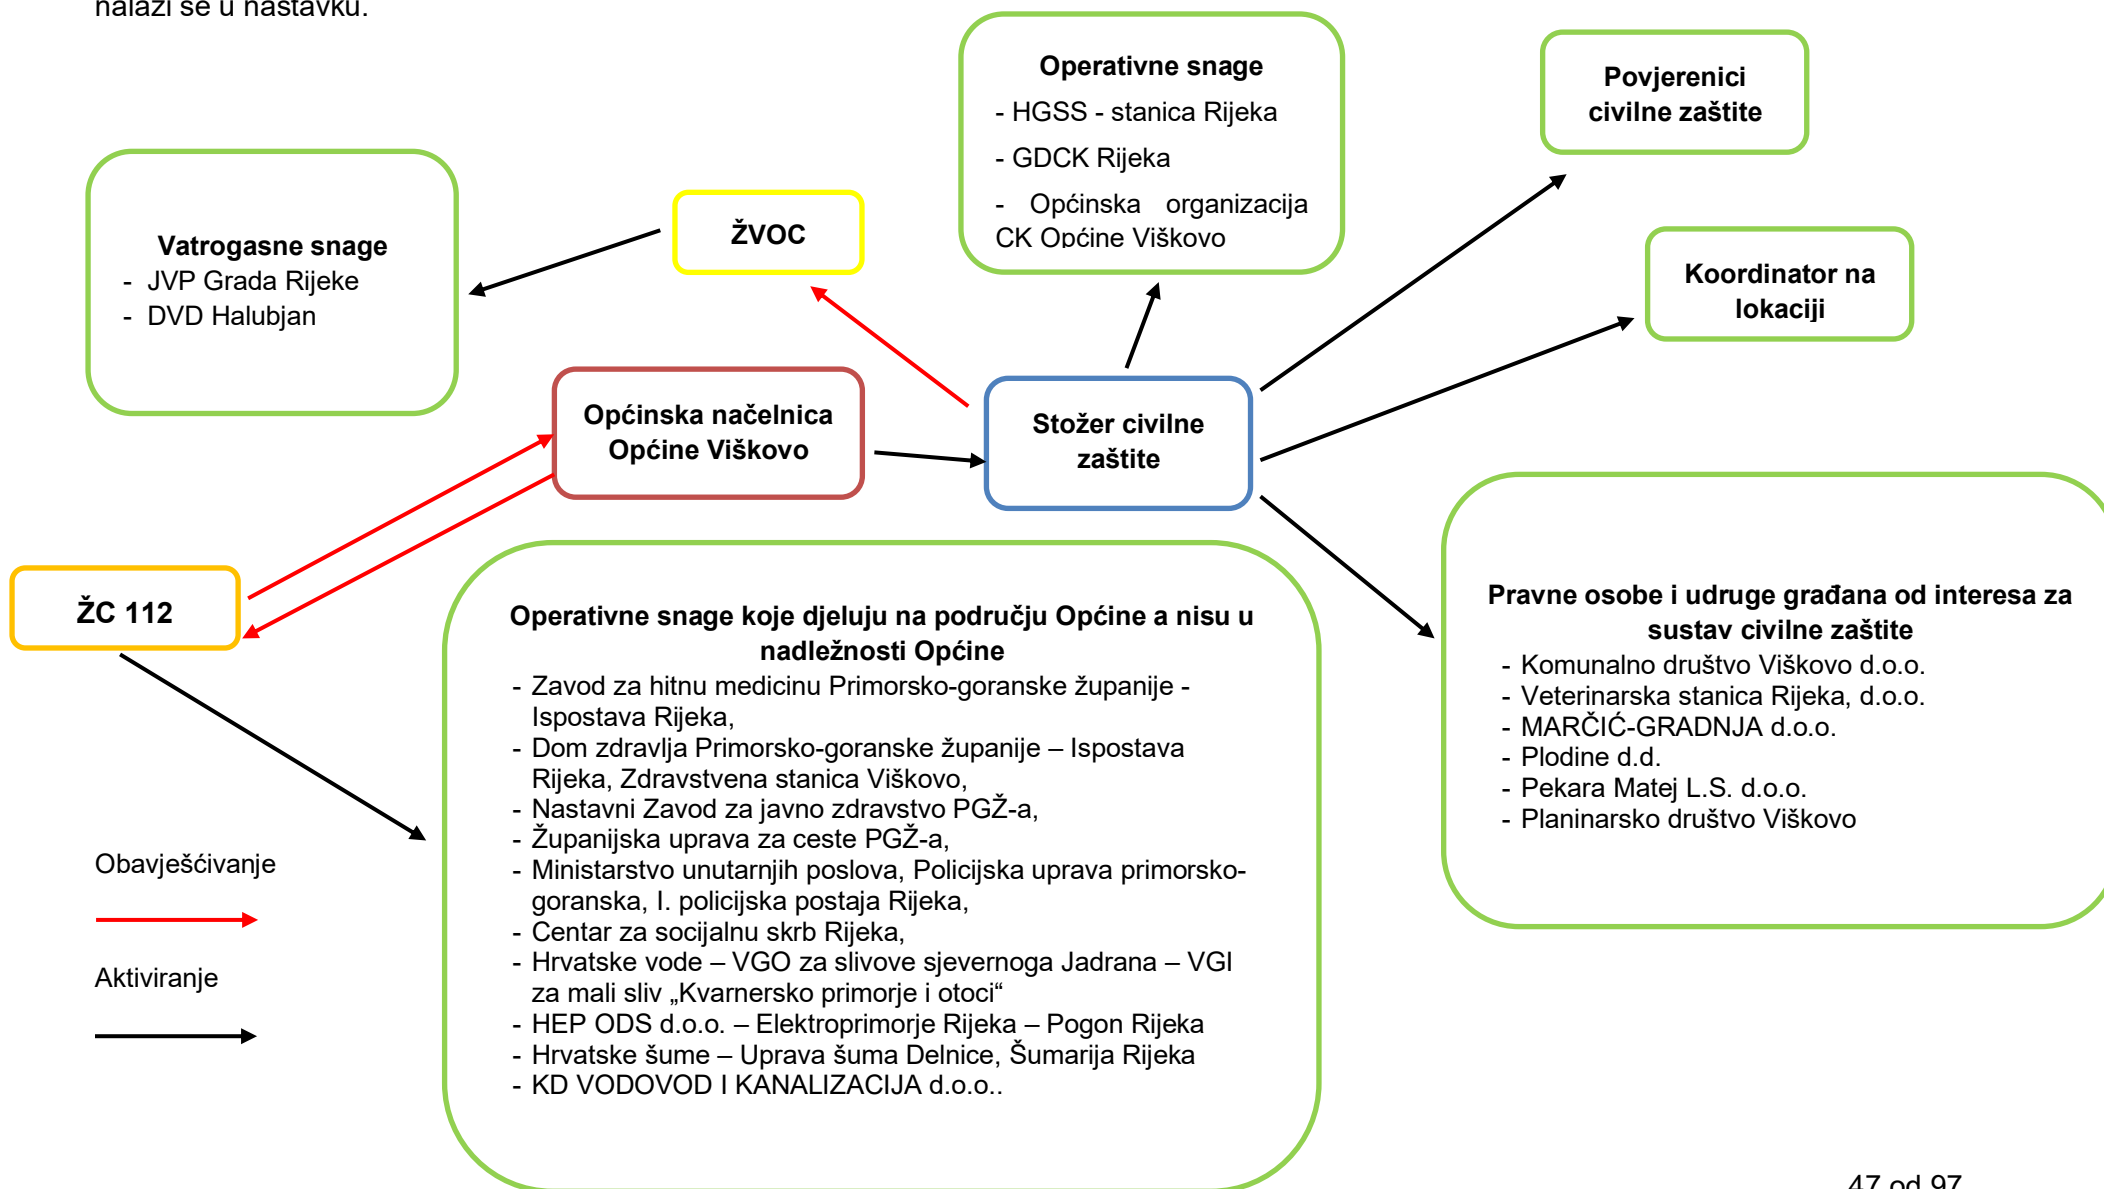 nalazi se u nastavku.
Operativne snage
- HGSS - stanica Rijeka
- GDCK Rijeka
- Općinska organizacija
CK Općine Viškovo
Povjerenici
civilne zaštite
Vatrogasne snage
- JVP Grada Rijeke
- DVD Halubjan
ŽVOC
Koordinator na
lokaciji
Općinska načelnica
Općine Viškovo
Stožer civilne
zaštite
ŽC 112
Operativne snage koje djeluju na području Općine a nisu u
nadležnosti Općine
- Zavod za hitnu medicinu Primorsko-goranske županije -
Ispostava Rijeka,
- Dom zdravlja Primorsko-goranske županije – Ispostava
Rijeka, Zdravstvena stanica Viškovo,
- Nastavni Zavod za javno zdravstvo PGŽ-a,
- Županijska uprava za ceste PGŽ-a,
- Ministarstvo unutarnjih poslova, Policijska uprava primorsko-
goranska, I. policijska postaja Rijeka,
- Centar za socijalnu skrb Rijeka,
- Hrvatske vode – VGO za slivove sjevernoga Jadrana – VGI
za mali sliv „Kvarnersko primorje i otoci“
- HEP ODS d.o.o. – Elektroprimorje Rijeka – Pogon Rijeka
- Hrvatske šume – Uprava šuma Delnice, Šumarija Rijeka
- KD VODOVOD I KANALIZACIJA d.o.o..
Pravne osobe i udruge građana od interesa za
sustav civilne zaštite
- Komunalno društvo Viškovo d.o.o.
- Veterinarska stanica Rijeka, d.o.o.
- MARČIĆ-GRADNJA d.o.o.
- Plodine d.d.
- Pekara Matej L.S. d.o.o.
- Planinarsko društvo Viškovo
Obavješćivanje
Aktiviranje
47 od 97